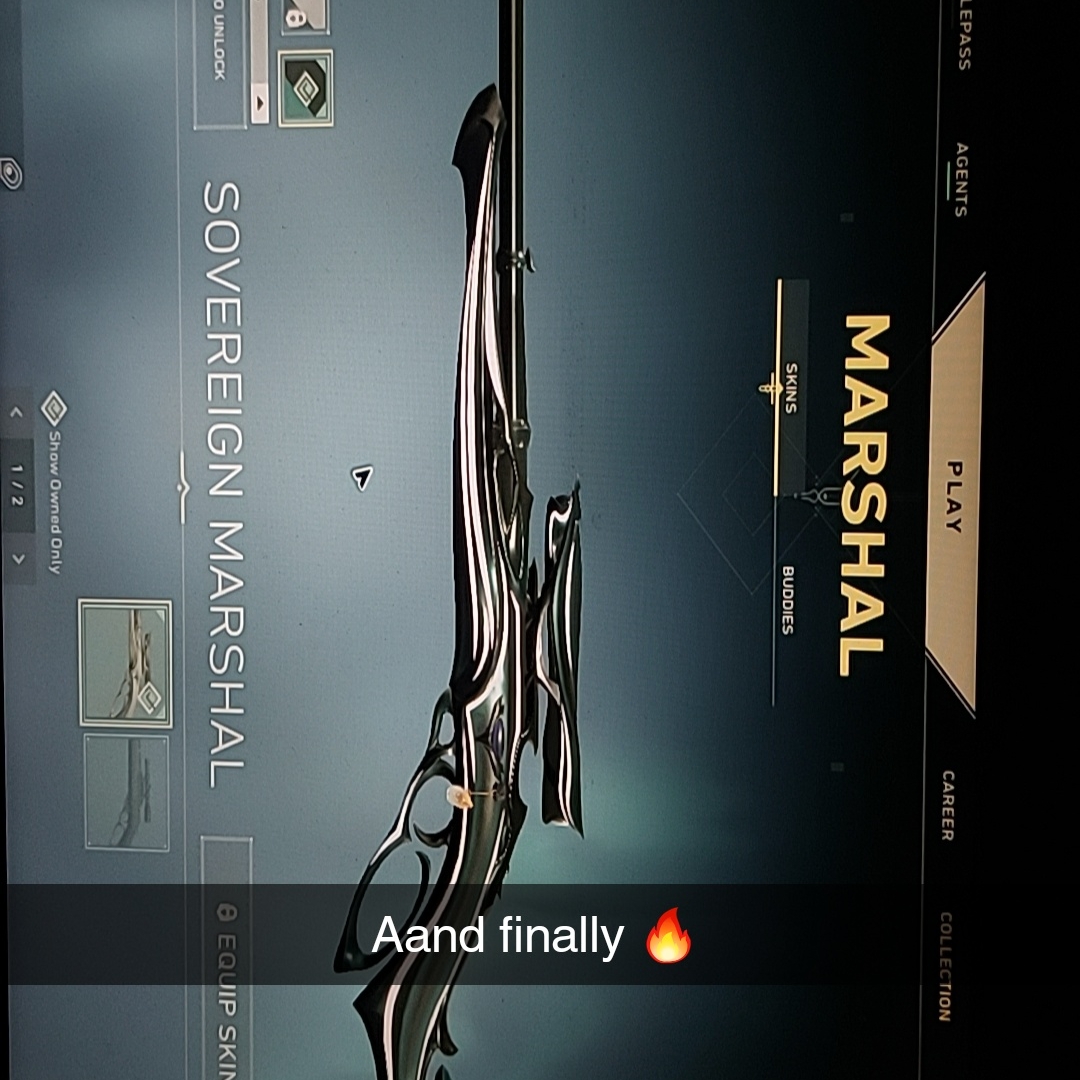 LEPASS
AGENTS
PLAY
CAREER
COLLECTION
MARSHAL
SKINS
BUDDIES
O UNLOCK
SOVEREIGN MARSHAL
EQUIP SKIN
Show Owned Only
1 / 2
Aand finally 🔥